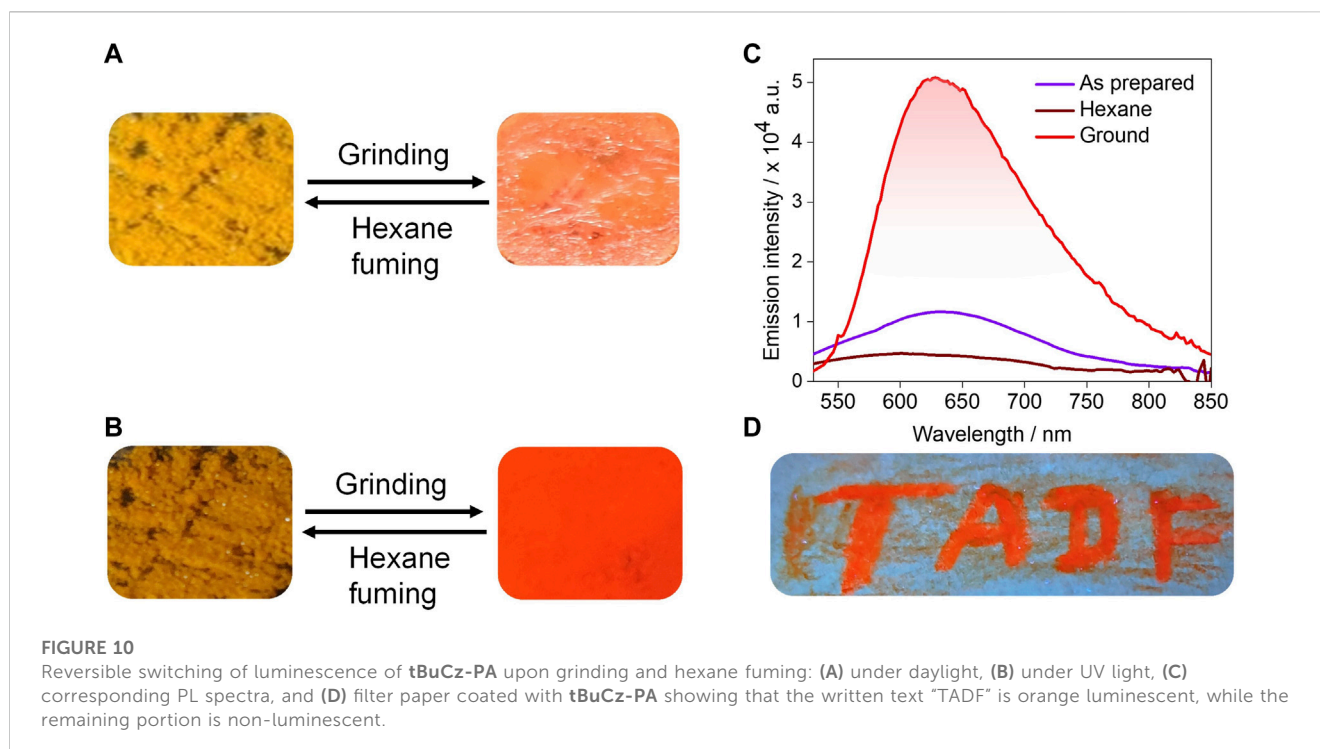 A
Grinding
Hexane
fuming
B
Grinding
Hexane
fuming
C
As prepared
Hexane
Ground
Emission intensity / x 10⁴ a.u.
5
4
3
2
1
0
550 600 650 700 750 800 850
Wavelength / nm
D
TADF
FIGURE 10
Reversible switching of luminescence of tBuCz-PA upon grinding and hexane fuming: (A) under daylight, (B) under UV light, (C)
corresponding PL spectra, and (D) filter paper coated with tBuCz-PA showing that the written text “TADF” is orange luminescent, while the
remaining portion is non-luminescent.